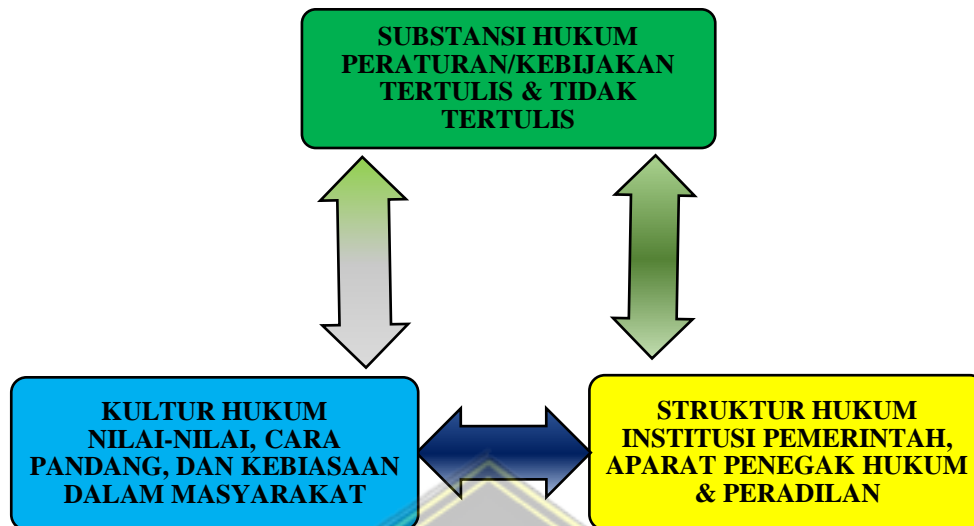 SUBSTANSI HUKUM
PERATURAN/KEBIJAKAN
TERTULIS & TIDAK
TERTULIS
KULTUR HUKUM
NILAI-NILAI, CARA
PANDANG, DAN KEBIASAAN
DALAM MASYARAKAT
STRUKTUR HUKUM
INSTITUSI PEMERINTAH,
APARAT PENEGAK HUKUM
& PERADILAN